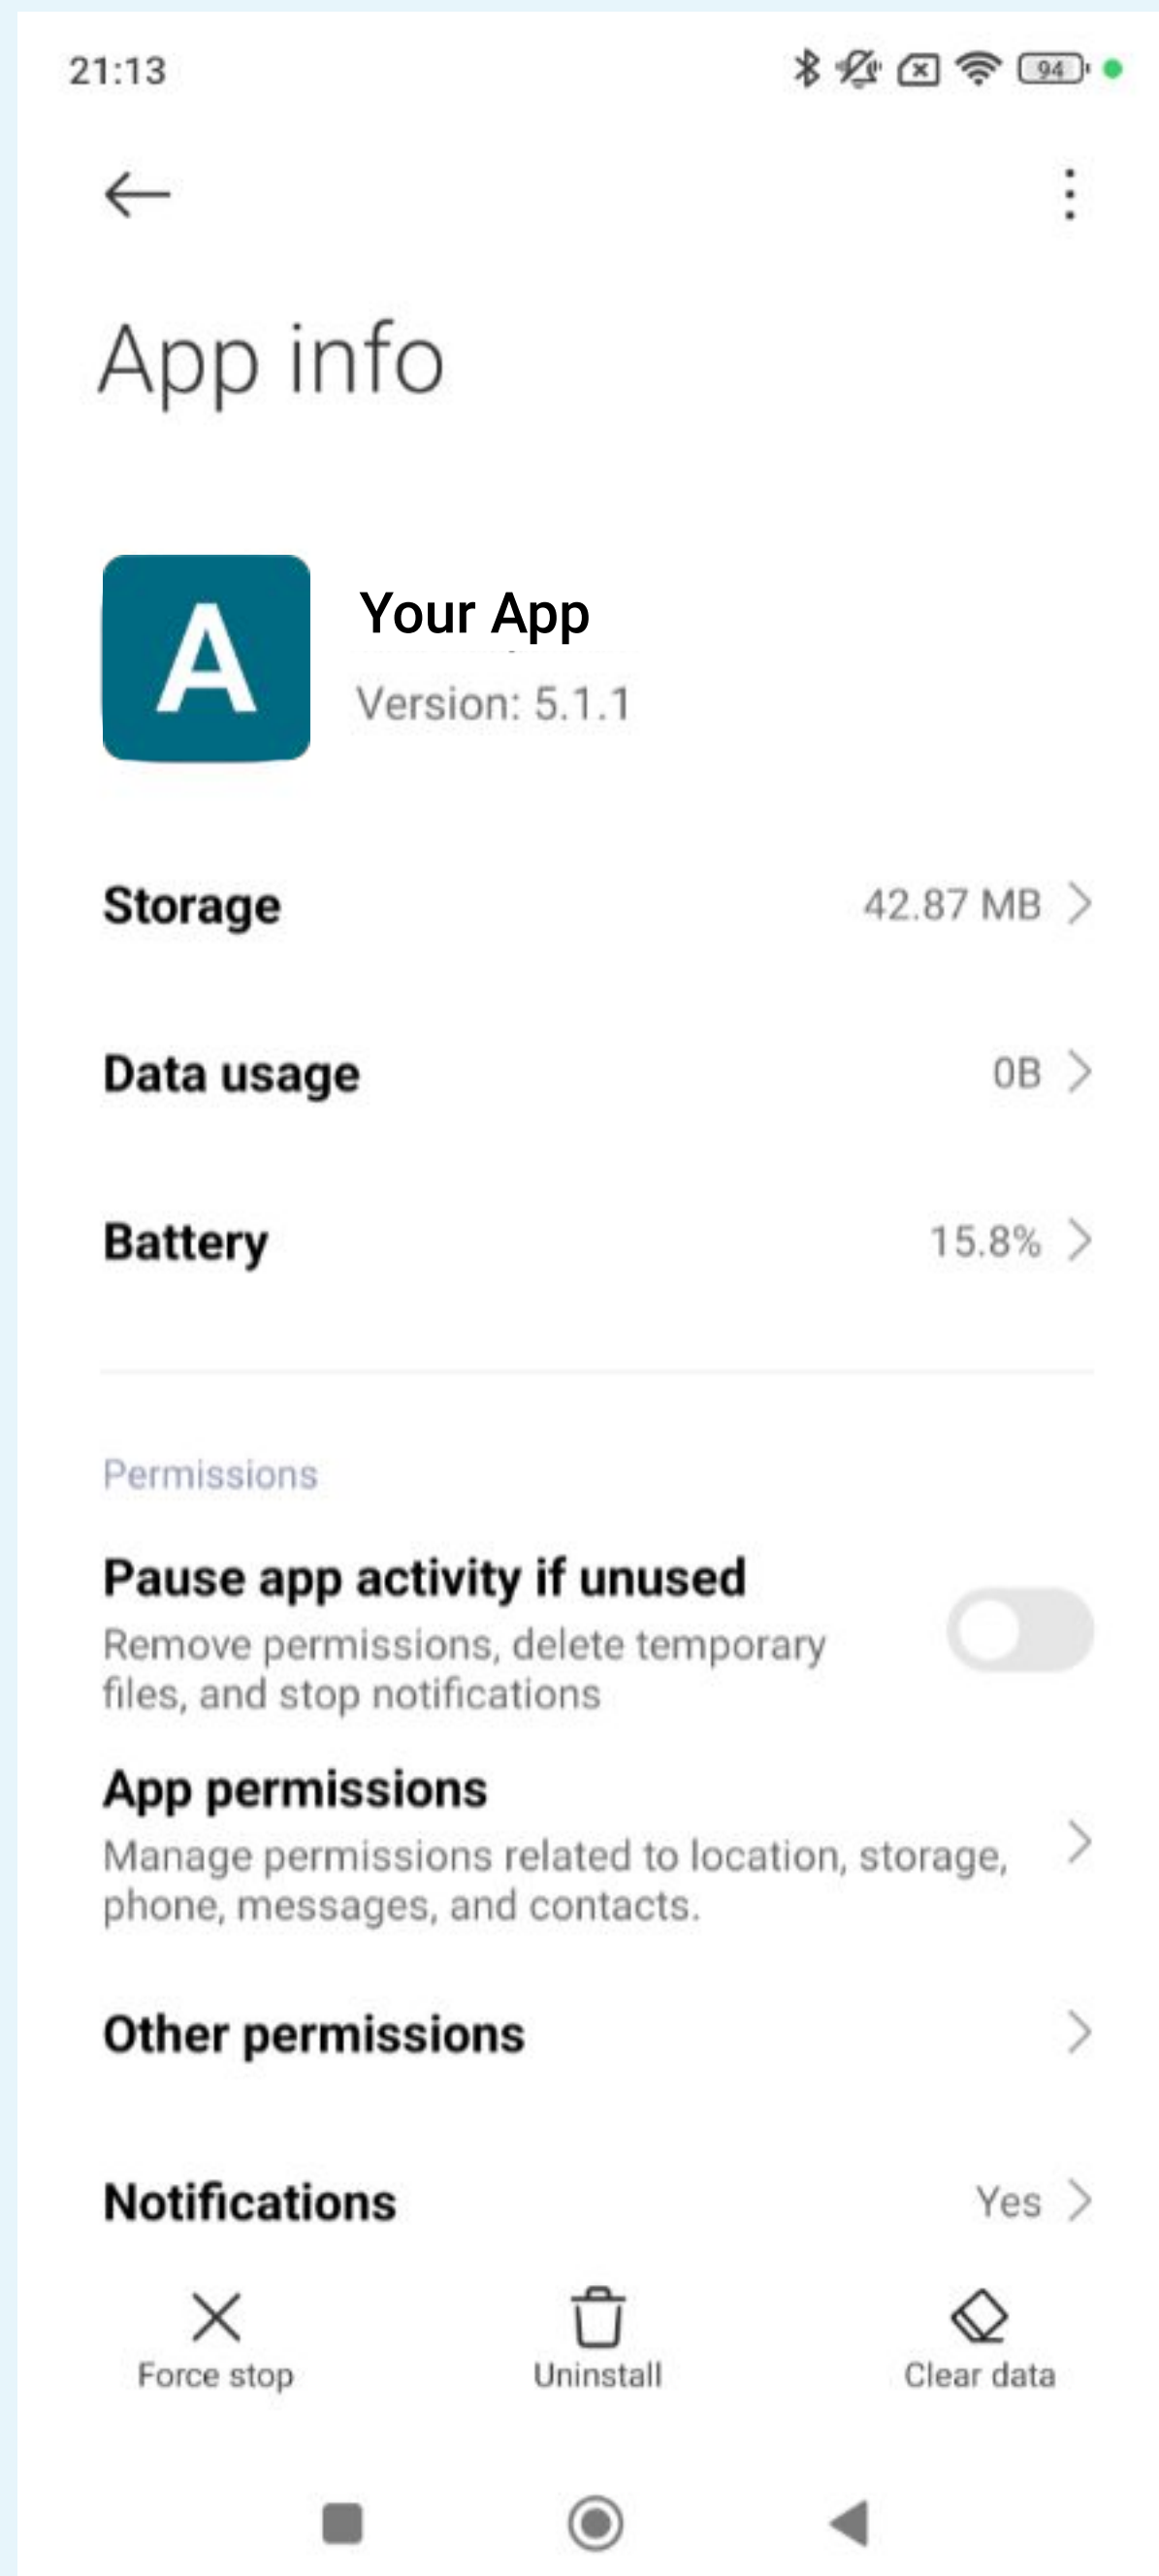 21:13
94
App info
A
Your App
Version: 5.1.1
Storage
42.87 MB
Data usage
0B
Battery
15.8%
Permissions
Pause app activity if unused
Remove permissions, delete temporary
files, and stop notifications
App permissions
Manage permissions related to location, storage,
phone, messages, and contacts.
Other permissions
Notifications
Yes
Force stop
Uninstall
Clear data